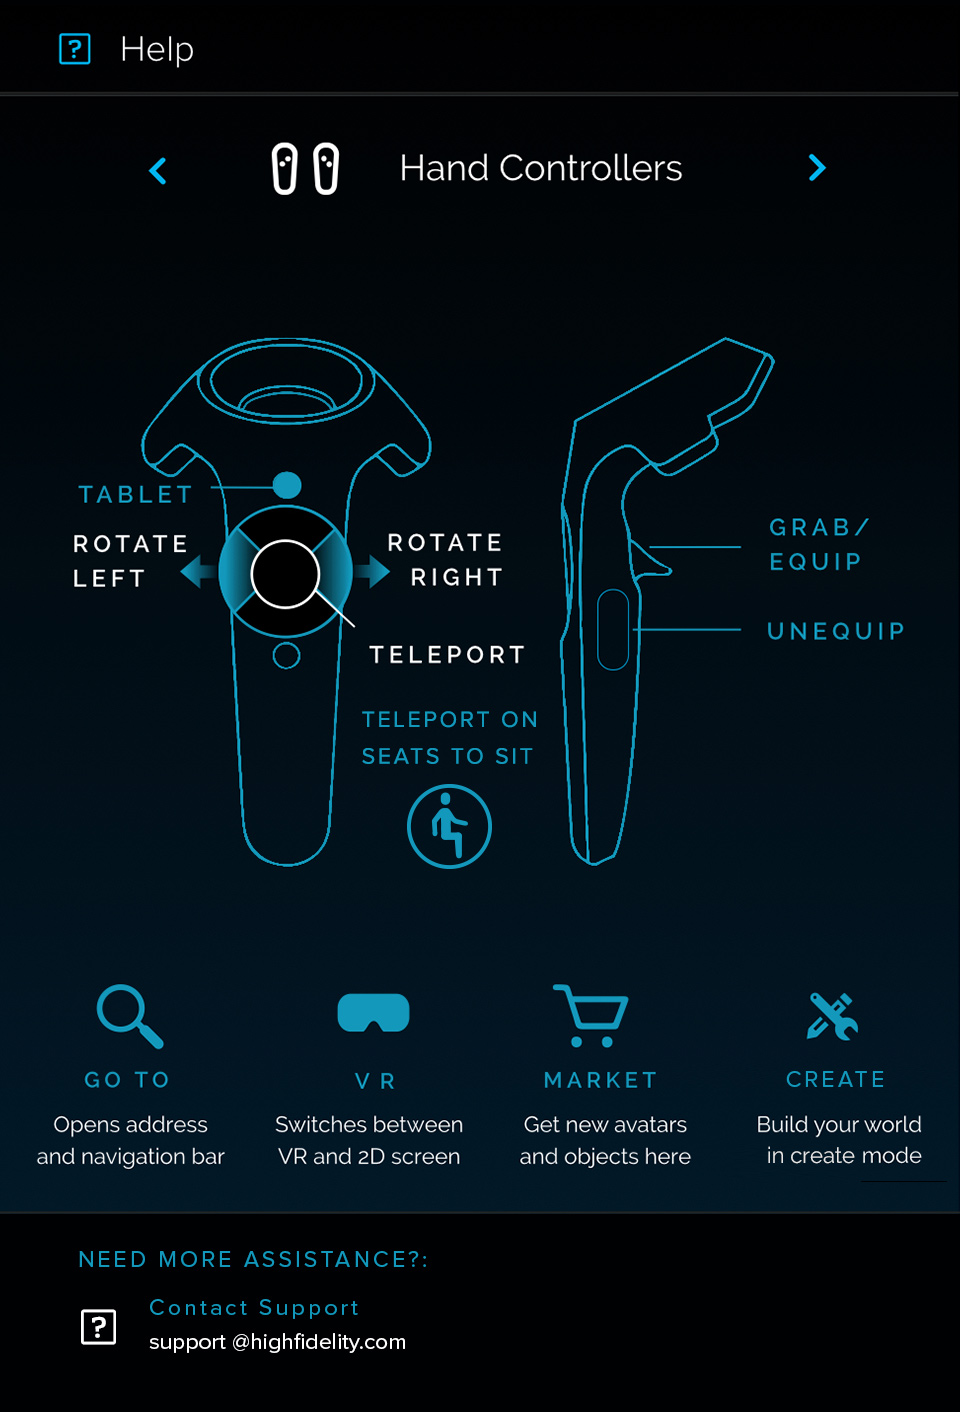 Help
Hand Controllers
TABLET
ROTATE
LEFT
ROTATE
RIGHT
TELEPORT
TELEPORT ON
SEATS TO SIT
GRAB/
EQUIP
UNEQUIP
GO TO
Opens address
and navigation bar
VR
Switches between
VR and 2D screen
MARKET
Get new avatars
and objects here
CREATE
Build your world
in create mode
NEED MORE ASSISTANCE?:
Contact Support
support @highfidelity.com